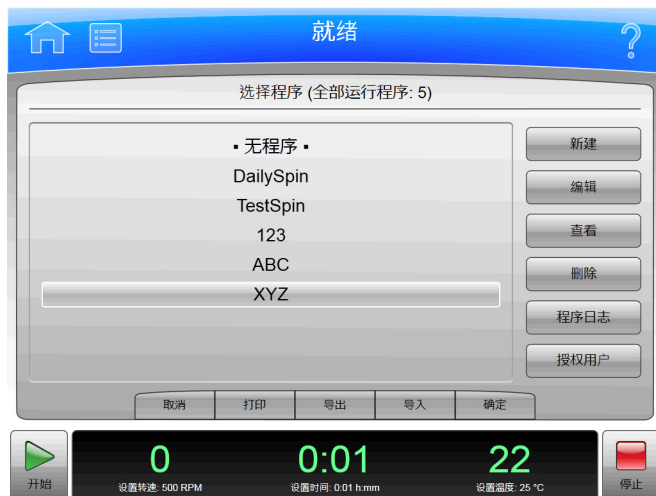 就绪
?
选择程序 (全部运行程序: 5)
▪ 无程序 ▪
DailySpin
TestSpin
123
ABC
XYZ
新建
编辑
查看
删除
程序日志
授权用户
取消 打印 导出 导入 确定
开始
0 0:01 22
设置转速: 500 RPM 设置时间: 0:01 h:mm 设置温度: 25 °C
停止